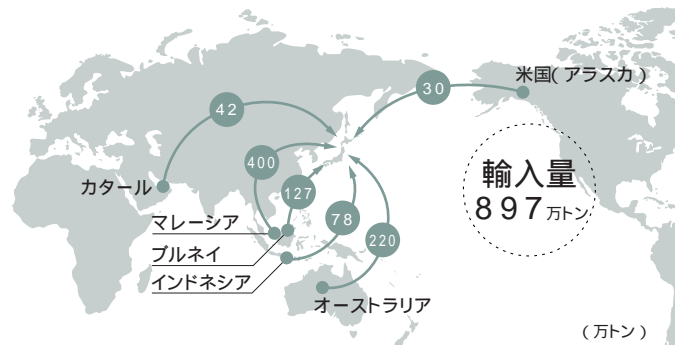 米国(アラスカ)
42
30
400
127
78
220
カタール
マレーシア
ブルネイ
インドネシア
オーストラリア
輸入量
897万トン
(万トン)